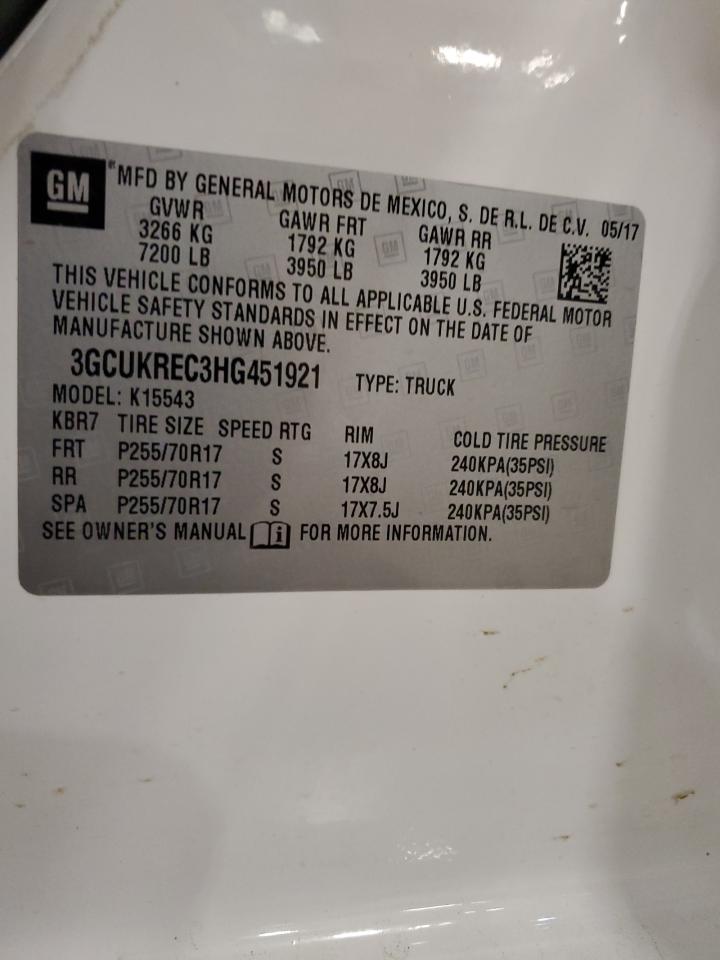 GM
MFD BY GENERAL MOTORS DE MEXICO, S. DE R.L. DE C.V. 05/17
GVWR GAWR FRT GAWR RR
3266 KG 1792 KG 1792 KG
7200 LB 3950 LB 3950 LB
THIS VEHICLE CONFORMS TO ALL APPLICABLE U.S. FEDERAL MOTOR
VEHICLE SAFETY STANDARDS IN EFFECT ON THE DATE OF
MANUFACTURE SHOWN ABOVE.
3GCUKREC3HG451921 TYPE: TRUCK
MODEL: K15543
KBR7 TIRE SIZE SPEED RTG RIM COLD TIRE PRESSURE
FRT P255/70R17 S 17X8J 240KPA(35PSI)
RR P255/70R17 S 17X8J 240KPA(35PSI)
SPA P255/70R17 S 17X7.5J 240KPA(35PSI)
SEE OWNER'S MANUAL i FOR MORE INFORMATION.